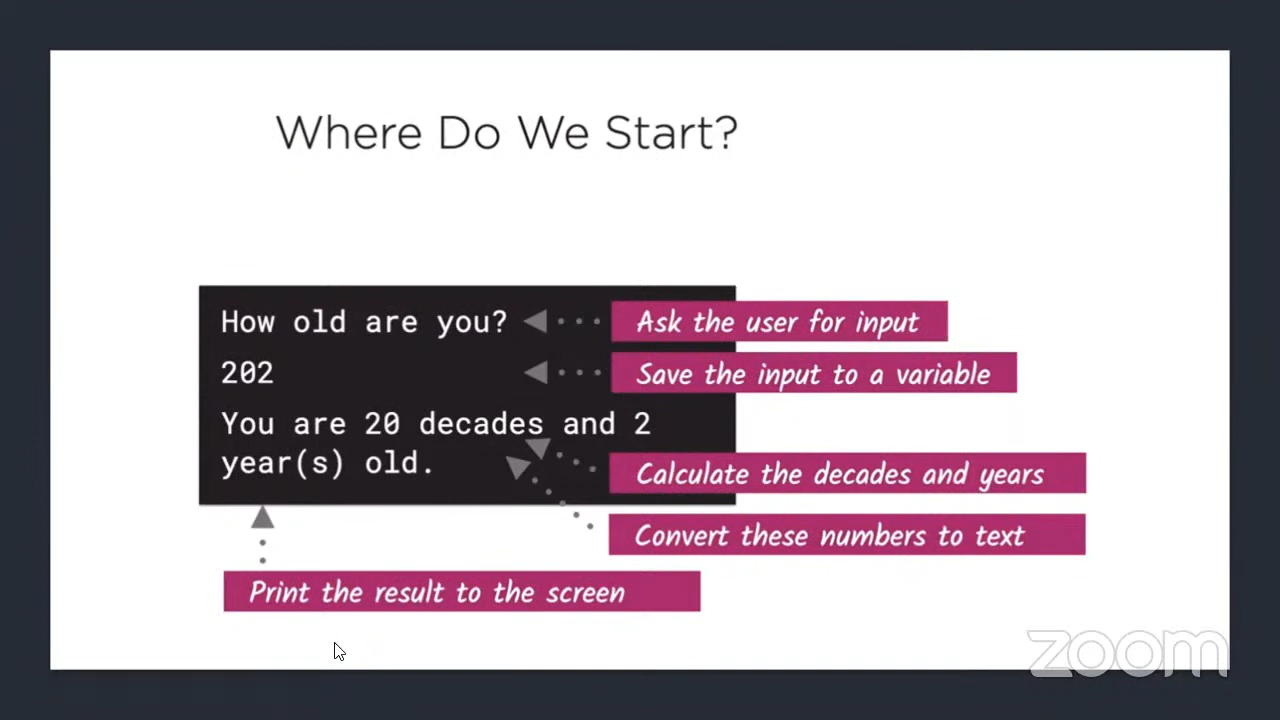 Where Do We Start?
How old are you?
Ask the user for input
202
Save the input to a variable
You are 20 decades and 2
year(s) old.
Calculate the decades and years
Convert these numbers to text
Print the result to the screen
zoom